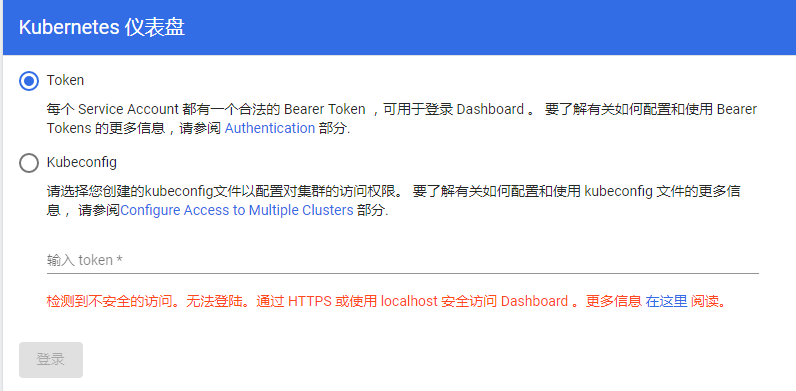 Kubernetes 仪表盘
Token
每个 Service Account 都有一个合法的 Bearer Token ，可用于登录 Dashboard 。 要了解有关如何配置和使用 Bearer
Tokens 的更多信息，请参阅 Authentication 部分.
Kubeconfig
请选择您创建的kubeconfig文件以配置对集群的访问权限。 要了解有关如何配置和使用 kubeconfig 文件的更多信
息， 请参阅Configure Access to Multiple Clusters 部分.
输入 token *
检测到不安全的访问。无法登陆。通过 HTTPS 或使用 localhost 安全访问 Dashboard 。更多信息 在这里 阅读。
登录